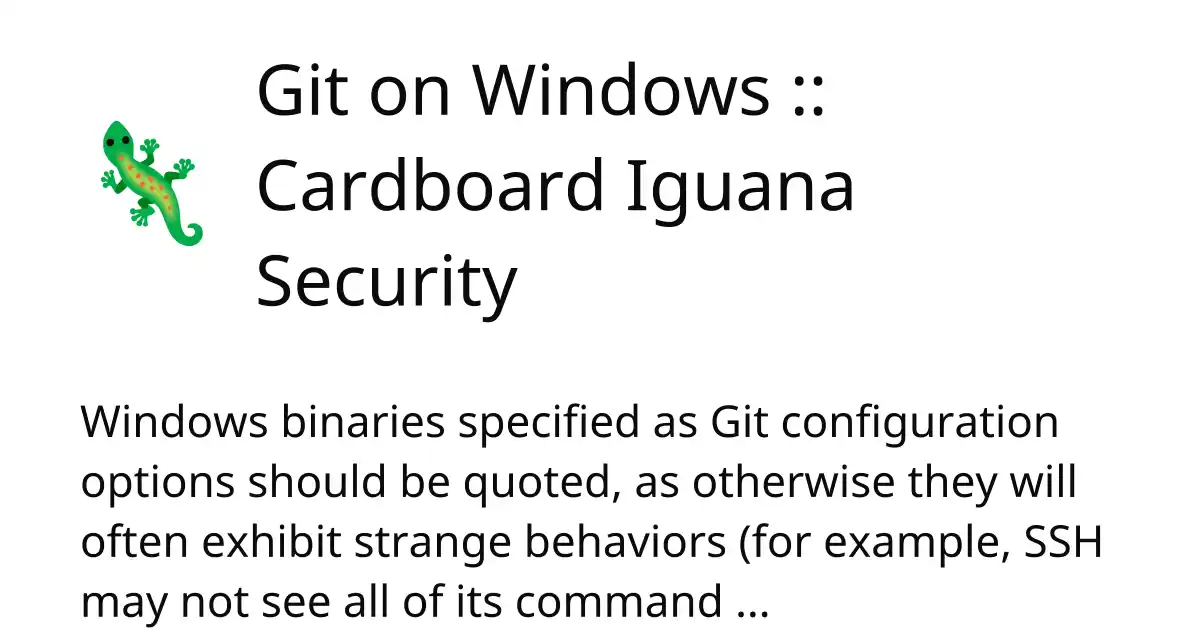 Git on Windows ::
Cardboard Iguana
Security
Windows binaries specified as Git configuration
options should be quoted, as otherwise they will
often exhibit strange behaviors (for example, SSH
may not see all of its command ...